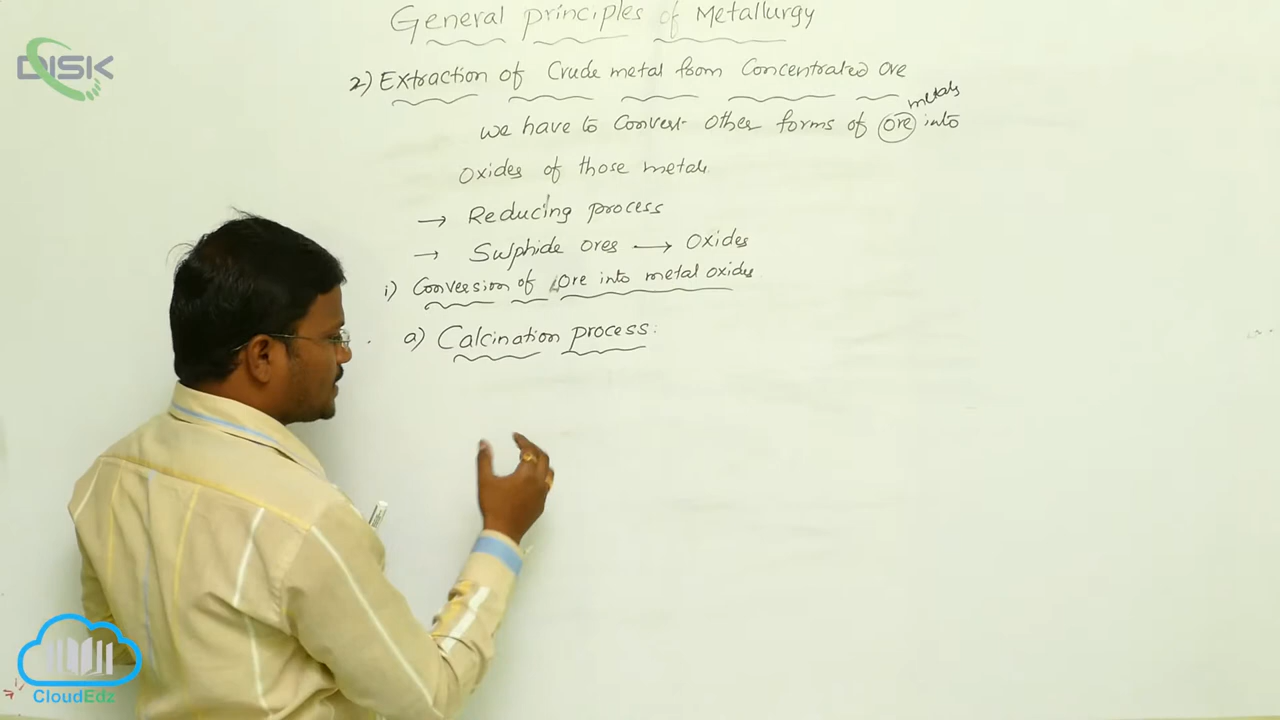 General principles of Metallurgy
DISK
2) Extraction of Crude metal from Concentrated Ore
metals
we have to Convert Other forms of ore into
Oxides of those metals
→ Reducing process
→ Sulphide ores → Oxides
i) Conversion of Ore into metal oxides
a) Calcination process:
CloudEdz